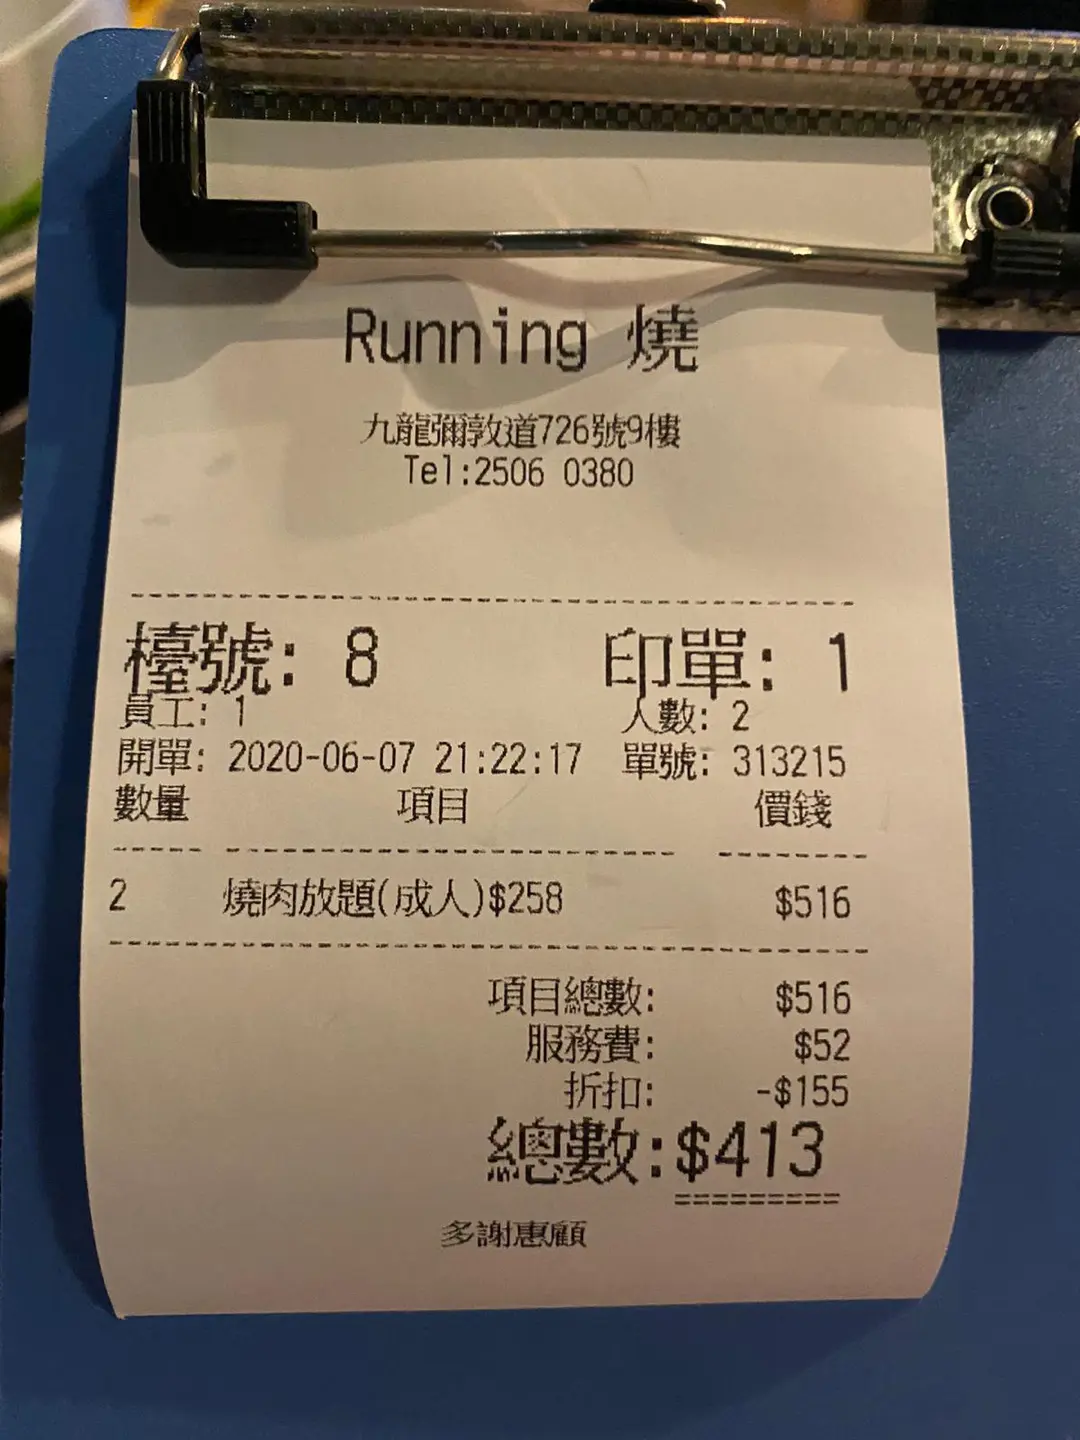 Running 燒
九龍彌敦道726號9樓
Tel:2506 0380
檯號: 8 印單: 1
員工: 1 人數: 2
開單: 2020-06-07 21:22:17 單號: 313215
數量 項目 價錢
2 燒肉放題(成人)$258 $516
項目總數: $516
服務費: $52
折扣: -$155
總數:$413
=========
多謝惠顧